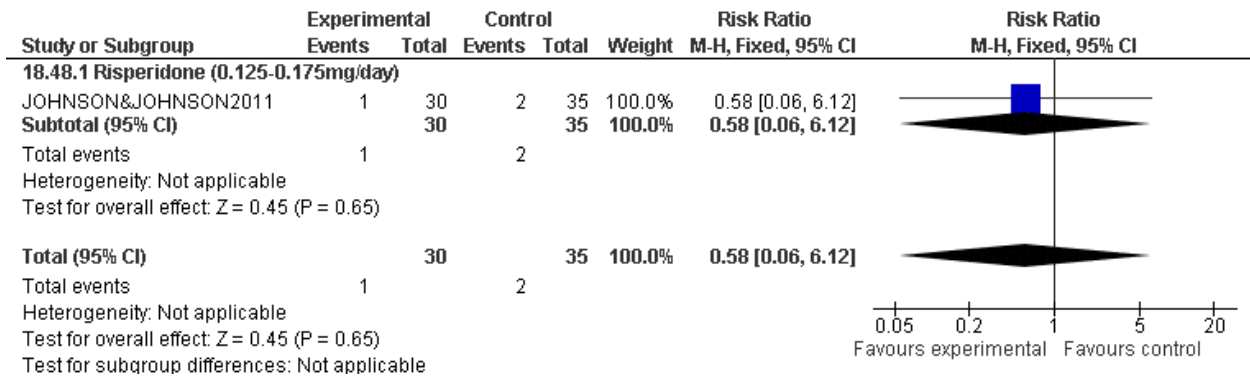 Experimental Control Risk Ratio Risk Ratio
Study or Subgroup Events Total Events Total Weight M-H, Fixed, 95% CI M-H, Fixed, 95% CI
18.48.1 Risperidone (0.125-0.175mg/day)
JOHNSON&JOHNSON2011 1 30 2 35 100.0% 0.58 [0.06, 6.12]
Subtotal (95% CI) 30 35 100.0% 0.58 [0.06, 6.12]
Total events 1 2
Heterogeneity: Not applicable
Test for overall effect: Z = 0.45 (P = 0.65)
Total (95% CI) 30 35 100.0% 0.58 [0.06, 6.12]
Total events 1 2
Heterogeneity: Not applicable
Test for overall effect: Z = 0.45 (P = 0.65)
Test for subgroup differences: Not applicable
0.05 0.2 1 5 20
Favours experimental Favours control